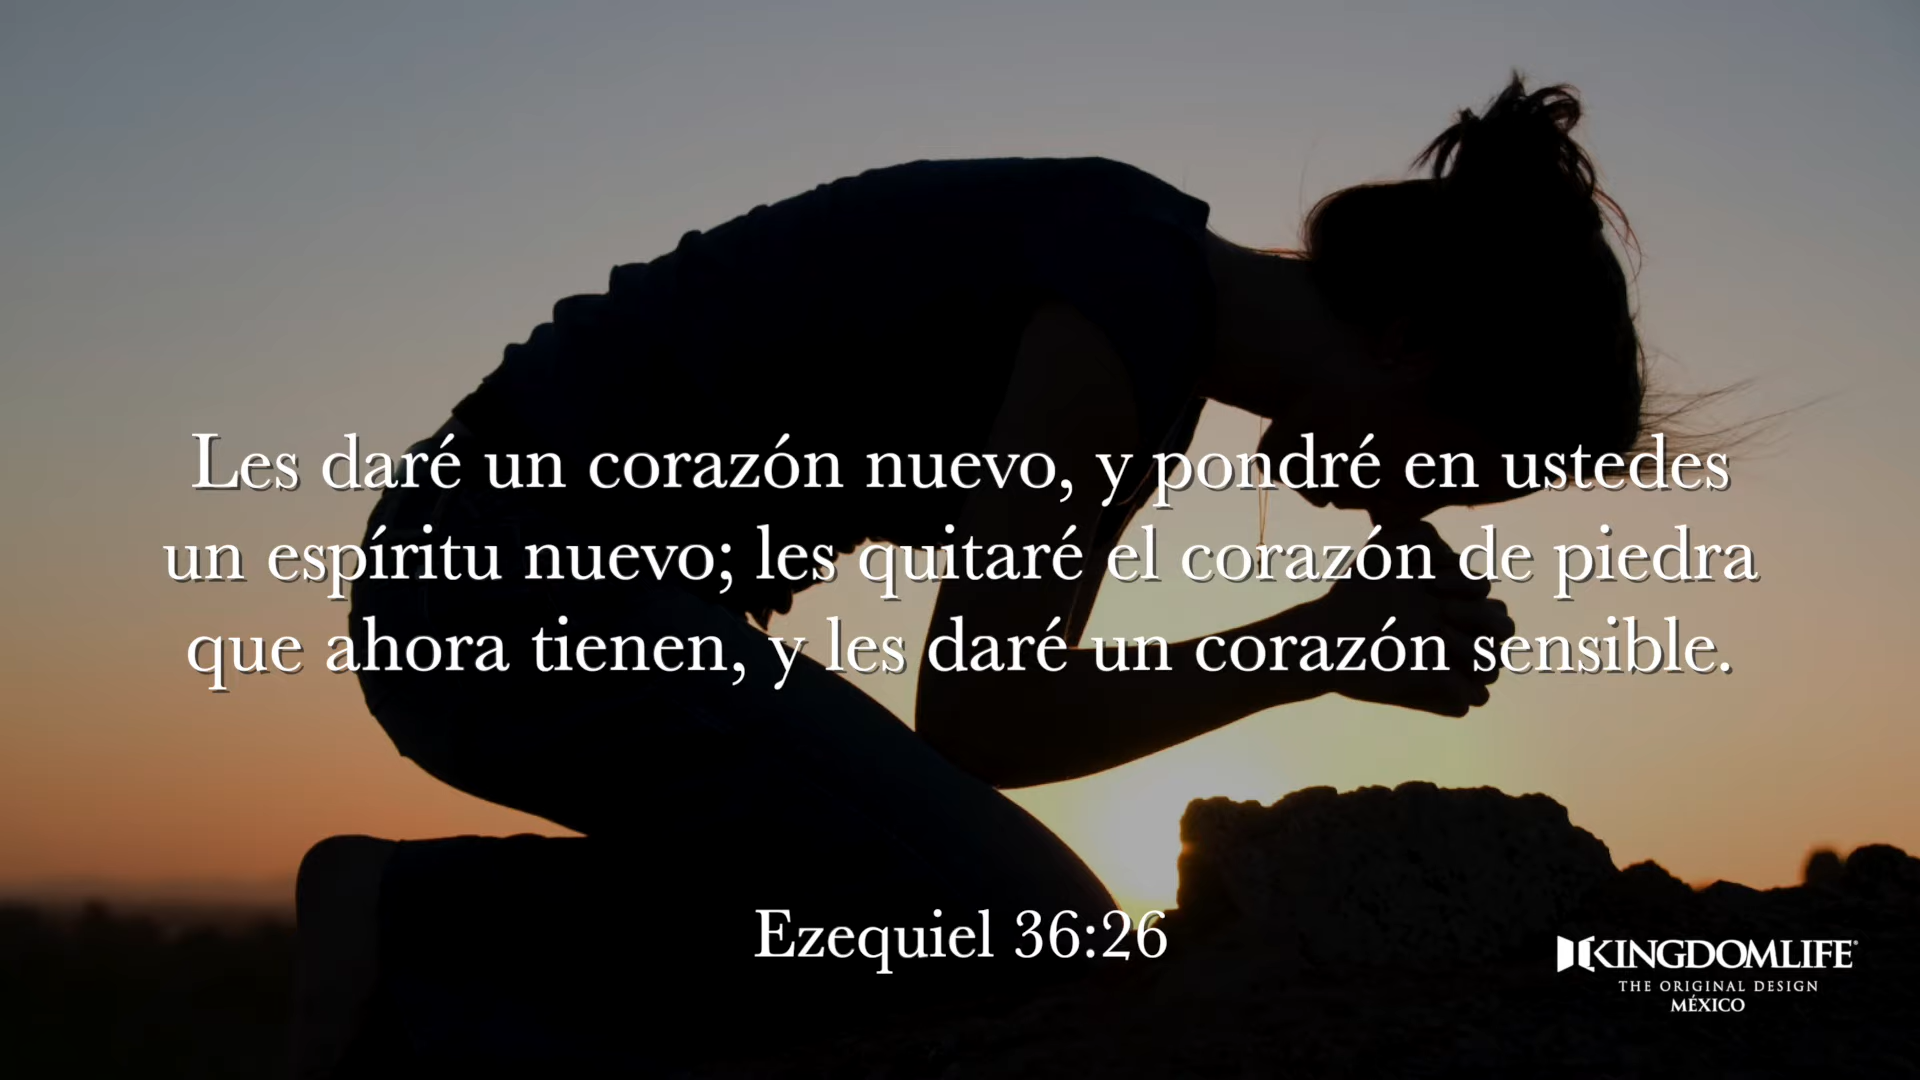 Les daré un corazón nuevo, y pondré en ustedes
un espíritu nuevo; les quitaré el corazón de piedra
que ahora tienen, y les daré un corazón sensible.
Ezequiel 36:26
KINGDOMLIFE®
THE ORIGINAL DESIGN
MÉXICO